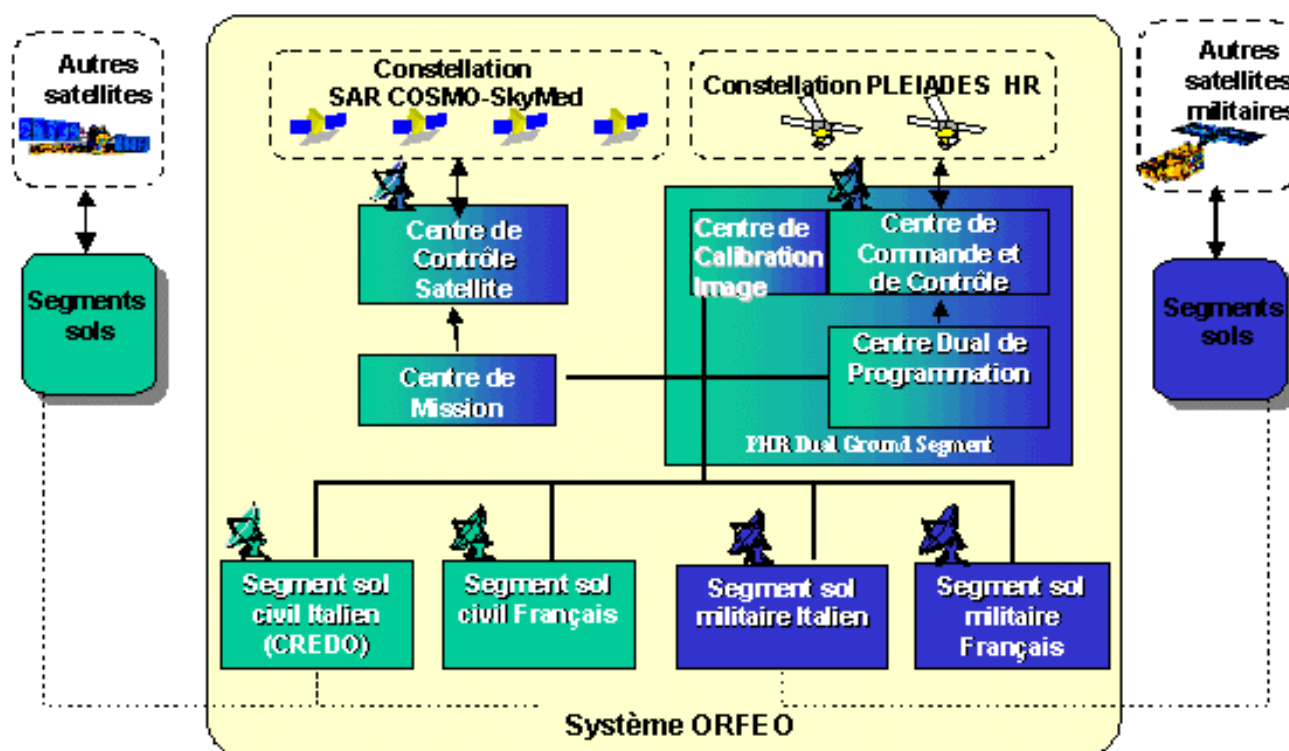 Autres
satellites
Segments
sols
Constellation
SAR COSMO-SkyMed
Constellation PLEIADES HR
Centre de
Contrôle
Satellite
Centre de
Mission
Centre de
Calibration
Image
Centre de
Commande et
de Contrôle
Centre Dual de
Programmation
PHR Dual Ground Segment
Segment sol
civil Italien
(CREDO)
Segment sol
civil Français
Segment sol
militaire Italien
Segment sol
militaire
Français
Système ORFEO
Autres
satellites
militaires
Segments
sols